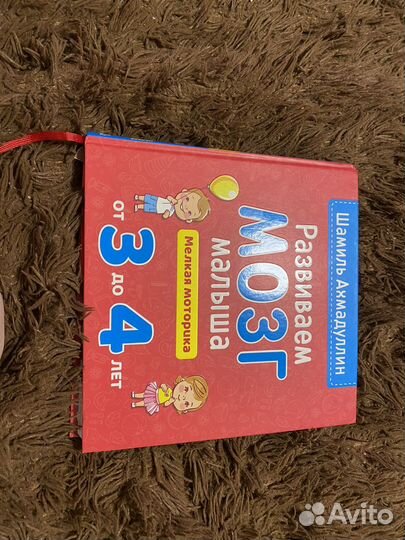 Шамиль Ахмадуллин
Развиваем
МОЗГ
малыша
Мелкая моторика
от 3 до 4 лет
Avito